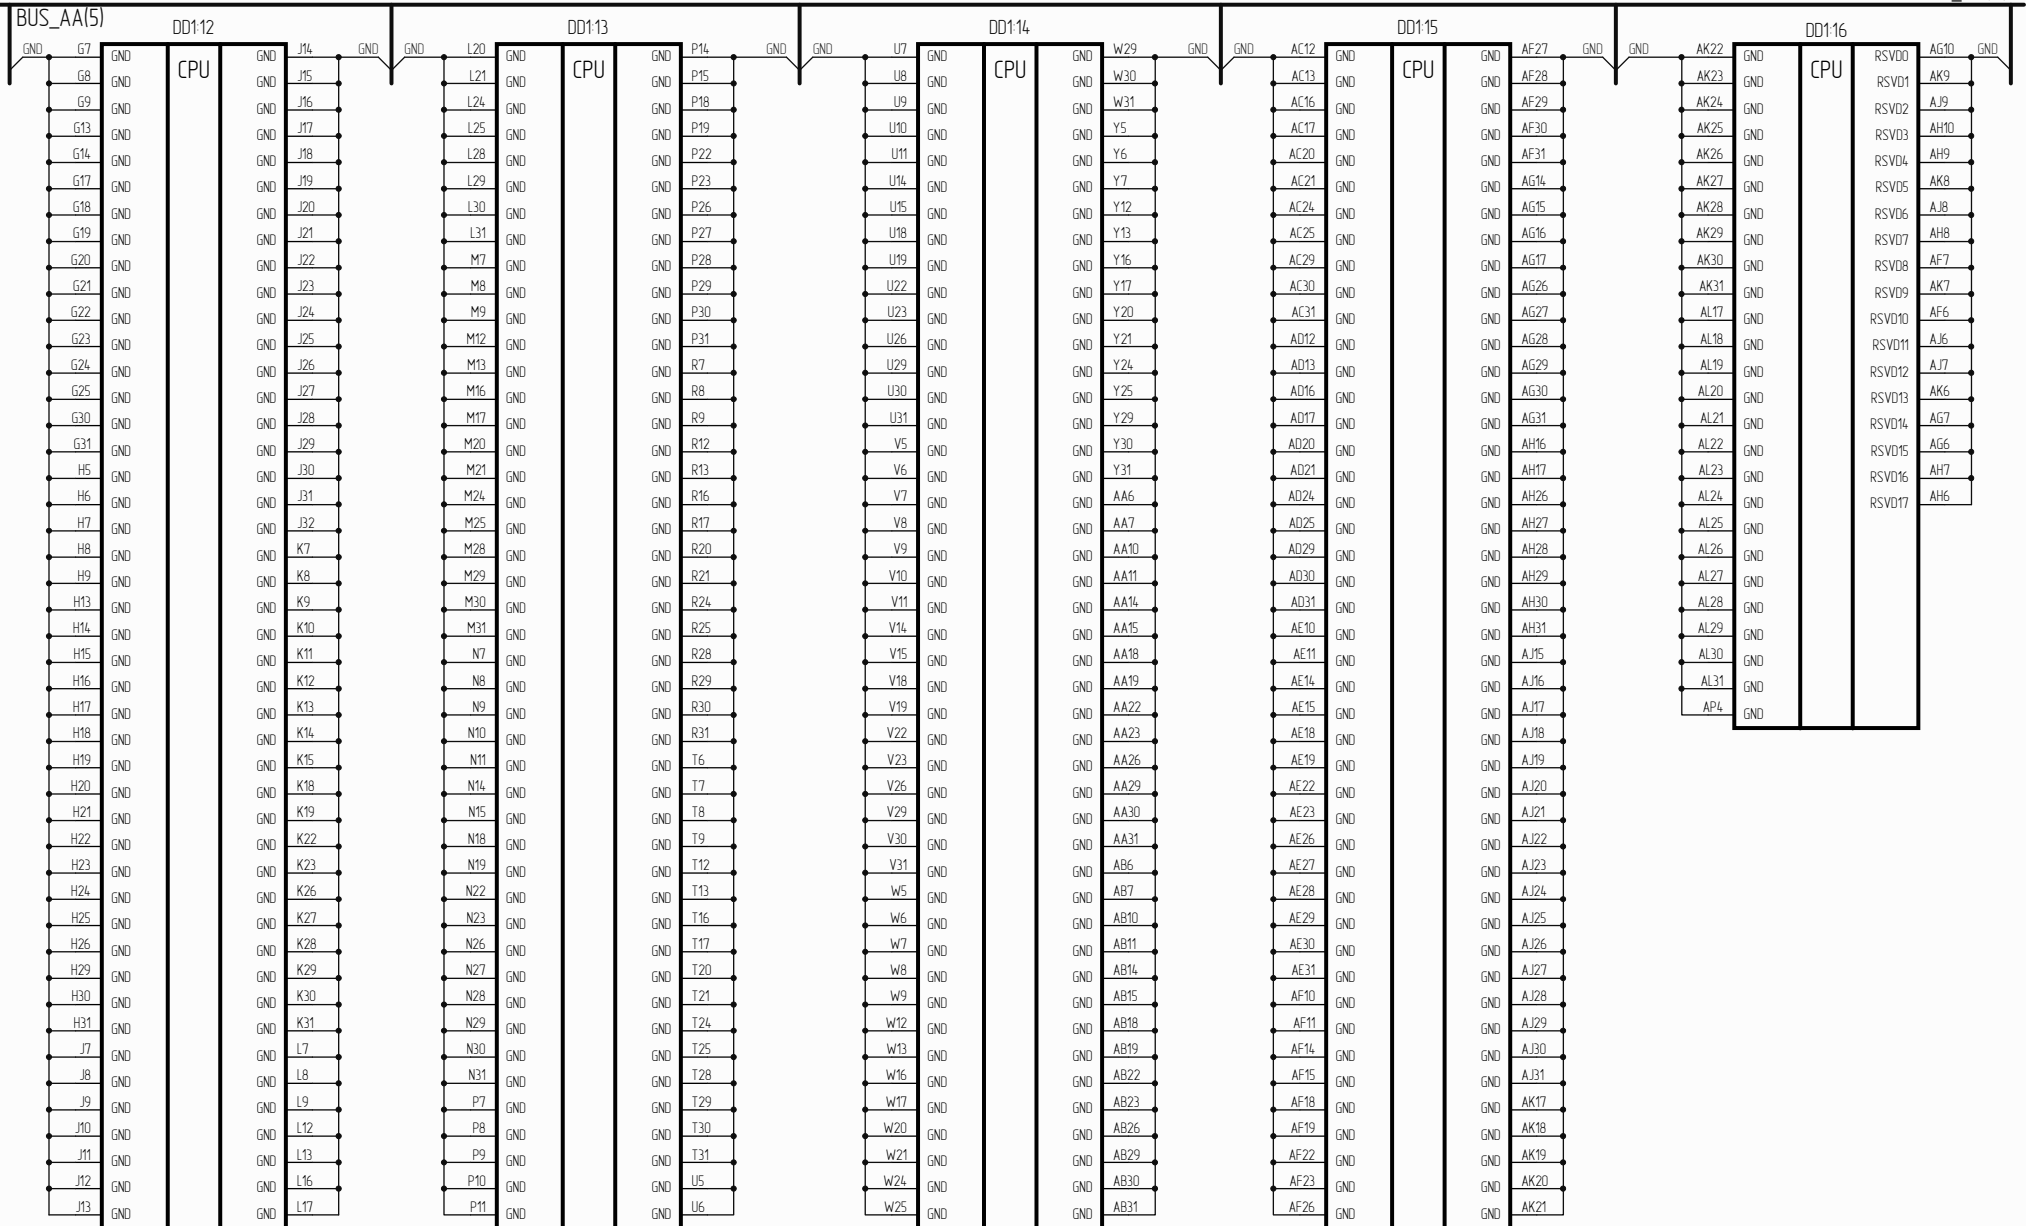 BUS_AA(5)
DD1:12
GND GND
CPU
G7 GND GND J14
G8 GND GND J15
G9 GND GND J16
G13 GND GND J17
G14 GND GND J18
G17 GND GND J19
G18 GND GND J20
G19 GND GND J21
G20 GND GND J22
G21 GND GND J23
G22 GND GND J24
G23 GND GND J25
G24 GND GND J26
G25 GND GND J27
G30 GND GND J28
G31 GND GND J29
H5 GND GND J30
H6 GND GND J31
H7 GND GND J32
H8 GND GND K7
H9 GND GND K8
H13 GND GND K9
H14 GND GND K10
H15 GND GND K11
H16 GND GND K12
H17 GND GND K13
H18 GND GND K14
H19 GND GND K15
H20 GND GND K18
H21 GND GND K19
H22 GND GND K22
H23 GND GND K23
H24 GND GND K26
H25 GND GND K27
H26 GND GND K28
H29 GND GND K29
H30 GND GND K30
H31 GND GND K31
J7 GND GND L7
J8 GND GND L8
J9 GND GND L9
J10 GND GND L12
J11 GND GND L13
J12 GND GND L16
J13 GND GND L17
DD1:13
GND GND
CPU
L20 GND GND P14
L21 GND GND P15
L24 GND GND P18
L25 GND GND P19
L28 GND GND P22
L29 GND GND P23
L30 GND GND P26
L31 GND GND P27
M7 GND GND P28
M8 GND GND P29
M9 GND GND P30
M12 GND GND P31
M13 GND GND R7
M16 GND GND R8
M17 GND GND R9
M20 GND GND R12
M21 GND GND R13
M24 GND GND R16
M25 GND GND R17
M28 GND GND R20
M29 GND GND R21
M30 GND GND R24
M31 GND GND R25
N7 GND GND R28
N8 GND GND R29
N9 GND GND R30
N10 GND GND R31
N11 GND GND T6
N14 GND GND T7
N15 GND GND T8
N18 GND GND T9
N19 GND GND T12
N22 GND GND T13
N23 GND GND T16
N26 GND GND T17
N27 GND GND T20
N28 GND GND T21
N29 GND GND T24
N30 GND GND T25
N31 GND GND T28
P7 GND GND T29
P8 GND GND T30
P9 GND GND T31
P10 GND GND U5
P11 GND GND U6
DD1:14
GND GND
CPU
U7 GND GND W29
U8 GND GND W30
U9 GND GND W31
U10 GND GND Y5
U11 GND GND Y6
U14 GND GND Y7
U15 GND GND Y12
U18 GND GND Y13
U19 GND GND Y16
U22 GND GND Y17
U23 GND GND Y20
U26 GND GND Y21
U29 GND GND Y24
U30 GND GND Y25
U31 GND GND Y29
V5 GND GND Y30
V6 GND GND Y31
V7 GND GND AA6
V8 GND GND AA7
V9 GND GND AA10
V10 GND GND AA11
V11 GND GND AA14
V14 GND GND AA15
V15 GND GND AA18
V18 GND GND AA19
V19 GND GND AA22
V22 GND GND AA23
V23 GND GND AA26
V26 GND GND AA29
V29 GND GND AA30
V30 GND GND AA31
V31 GND GND AB6
W5 GND GND AB7
W6 GND GND AB10
W7 GND GND AB11
W8 GND GND AB14
W9 GND GND AB15
W12 GND GND AB18
W13 GND GND AB19
W16 GND GND AB22
W17 GND GND AB23
W20 GND GND AB26
W21 GND GND AB29
W24 GND GND AB30
W25 GND GND AB31
DD1:15
GND GND
CPU
AC12 GND GND AF27
AC13 GND GND AF28
AC16 GND GND AF29
AC17 GND GND AF30
AC20 GND GND AF31
AC21 GND GND AG14
AC24 GND GND AG15
AC25 GND GND AG16
AC29 GND GND AG17
AC30 GND GND AG26
AC31 GND GND AG27
AD12 GND GND AG28
AD13 GND GND AG29
AD16 GND GND AG30
AD17 GND GND AG31
AD20 GND GND AH16
AD21 GND GND AH17
AD24 GND GND AH26
AD25 GND GND AH27
AD29 GND GND AH28
AD30 GND GND AH29
AD31 GND GND AH30
AE10 GND GND AH31
AE11 GND GND AJ15
AE14 GND GND AJ16
AE15 GND GND AJ17
AE18 GND GND AJ18
AE19 GND GND AJ19
AE22 GND GND AJ20
AE23 GND GND AJ21
AE26 GND GND AJ22
AE27 GND GND AJ23
AE28 GND GND AJ24
AE29 GND GND AJ25
AE30 GND GND AJ26
AE31 GND GND AJ27
AF10 GND GND AJ28
AF11 GND GND AJ29
AF14 GND GND AJ30
AF15 GND GND AJ31
AF18 GND GND AK17
AF19 GND GND AK18
AF22 GND GND AK19
AF23 GND GND AK20
AF26 GND GND AK21
DD1:16
GND GND
CPU
AK22 GND RSVD0 AG10
AK23 GND RSVD1 AK9
AK24 GND RSVD2 AJ9
AK25 GND RSVD3 AH10
AK26 GND RSVD4 AH9
AK27 GND RSVD5 AK8
AK28 GND RSVD6 AJ8
AK29 GND RSVD7 AH8
AK30 GND RSVD8 AF7
AK31 GND RSVD9 AK7
AL17 GND RSVD10 AF6
AL18 GND RSVD11 AJ6
AL19 GND RSVD12 AJ7
AL20 GND RSVD13 AK6
AL21 GND RSVD14 AG7
AL22 GND RSVD15 AG6
AL23 GND RSVD16 AH7
AL24 GND RSVD17 AH6
AL25 GND
AL26 GND
AL27 GND
AL28 GND
AL29 GND
AL30 GND
AL31 GND
AP4 GND